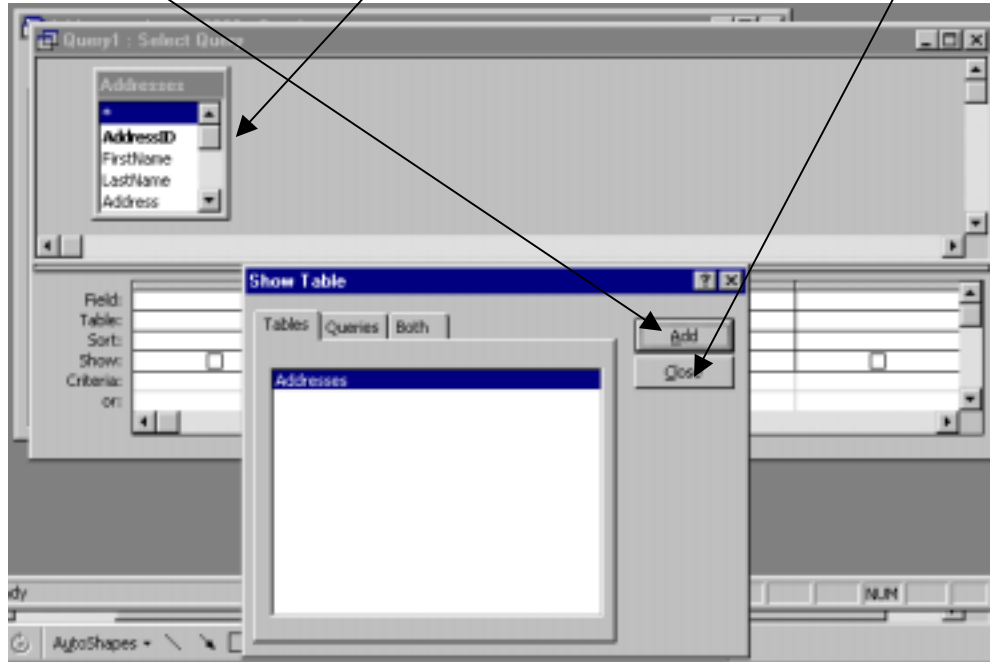 Query1 : Select Query
Addresses
*
AddressID
FirstName
LastName
Address
Field:
Table:
Sort:
Show:
Criteria:
or:
Show Table
Tables
Queries
Both
Addresses
Add
Close
NUM
AutoShapes